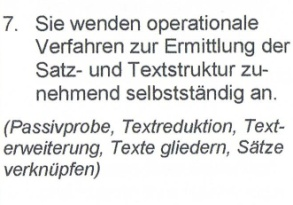 7. Sie wenden operationale
Verfahren zur Ermittlung der
Satz- und Textstruktur zu-
nehmend selbstständig an.
(Passivprobe, Textreduktion, Text-
erweiterung, Texte gliedern, Sätze
verknüpfen)